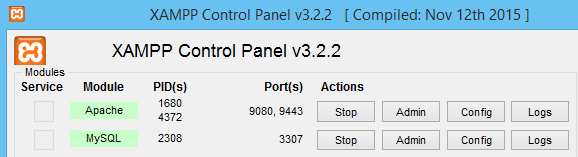 XAMPP Control Panel v3.2.2 [ Compiled: Nov 12th 2015 ]
XAMPP Control Panel v3.2.2
Modules
Service Module PID(s) Port(s) Actions
Apache 1680 4372 9080, 9443 Stop Admin Config Logs
MySQL 2308 3307 Stop Admin Config Logs